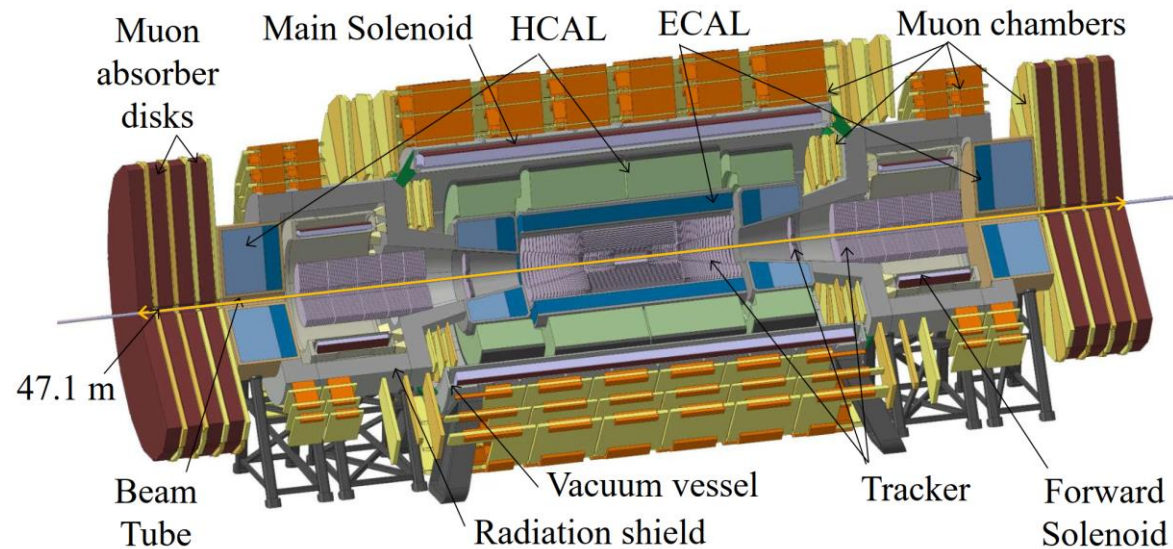 Muon
absorber
disks
Main Solenoid
HCAL
ECAL
Muon chambers
47.1 m
Beam
Tube
Vacuum vessel
Radiation shield
Tracker
Forward
Solenoid